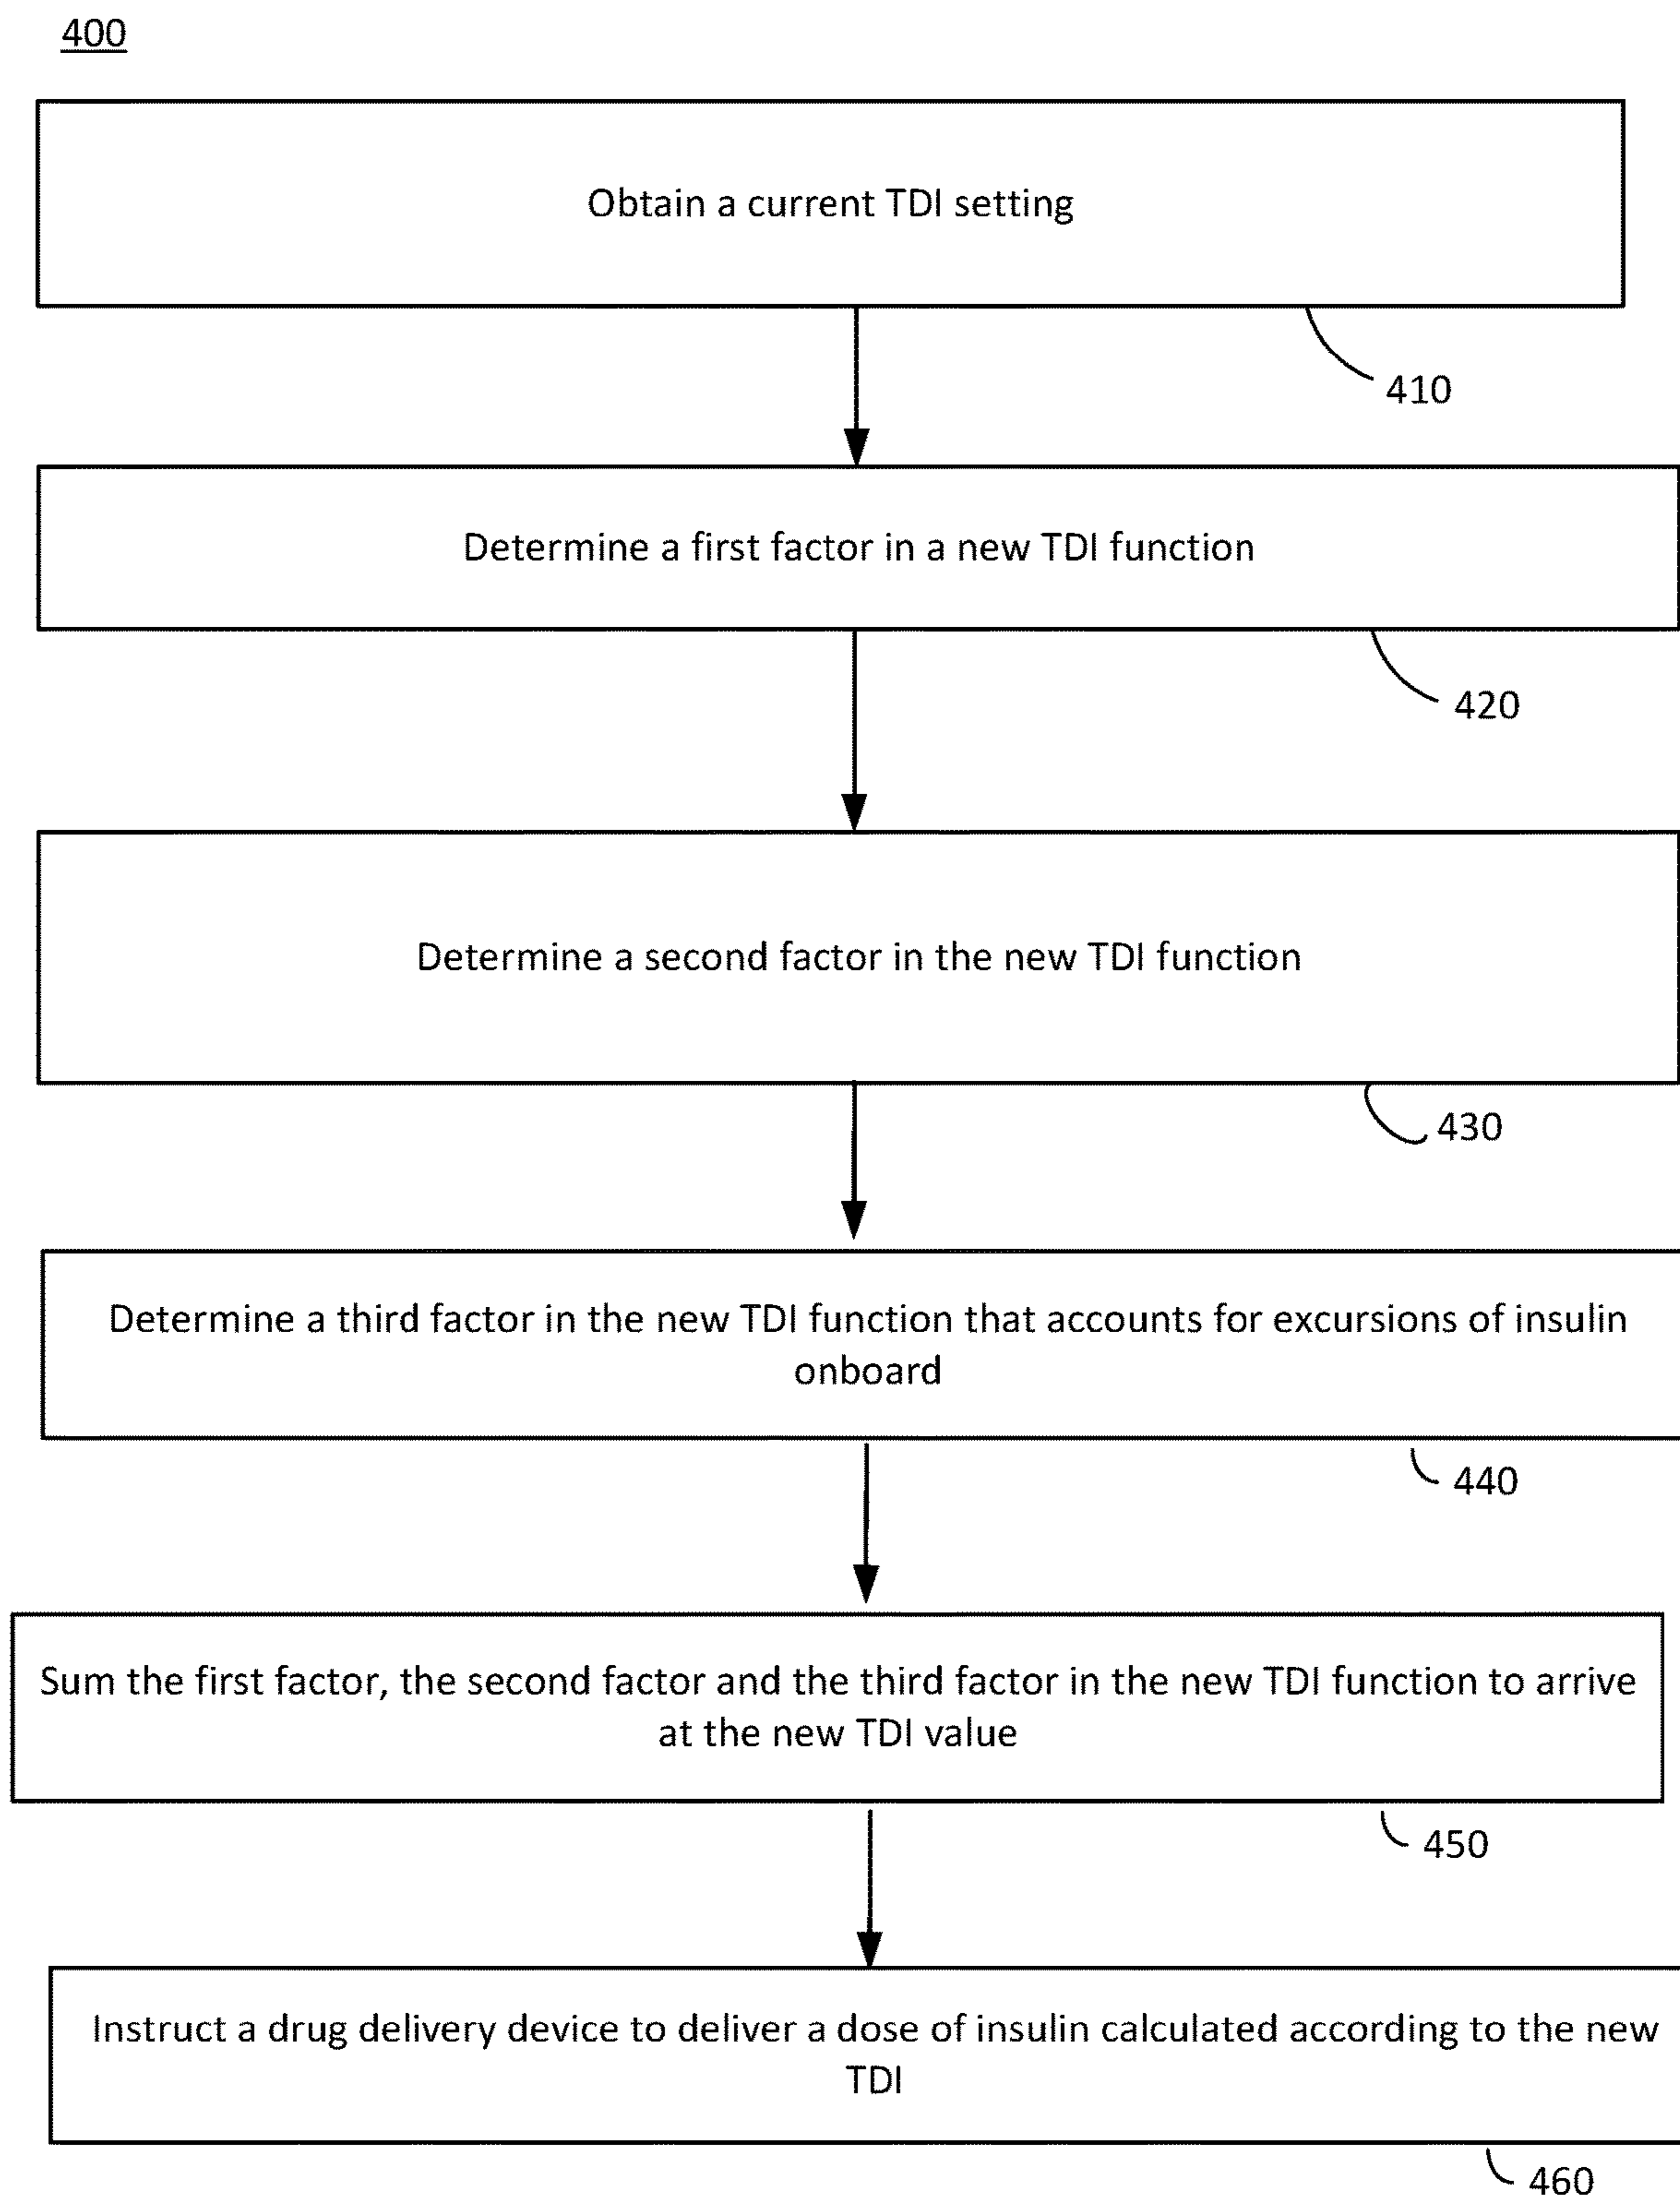 400
Obtain a current TDI setting
410
Determine a first factor in a new TDI function
420
Determine a second factor in the new TDI function
430
Determine a third factor in the new TDI function that accounts for excursions of insulin
onboard
440
Sum the first factor, the second factor and the third factor in the new TDI function to arrive
at the new TDI value
450
Instruct a drug delivery device to deliver a dose of insulin calculated according to the new
TDI
460